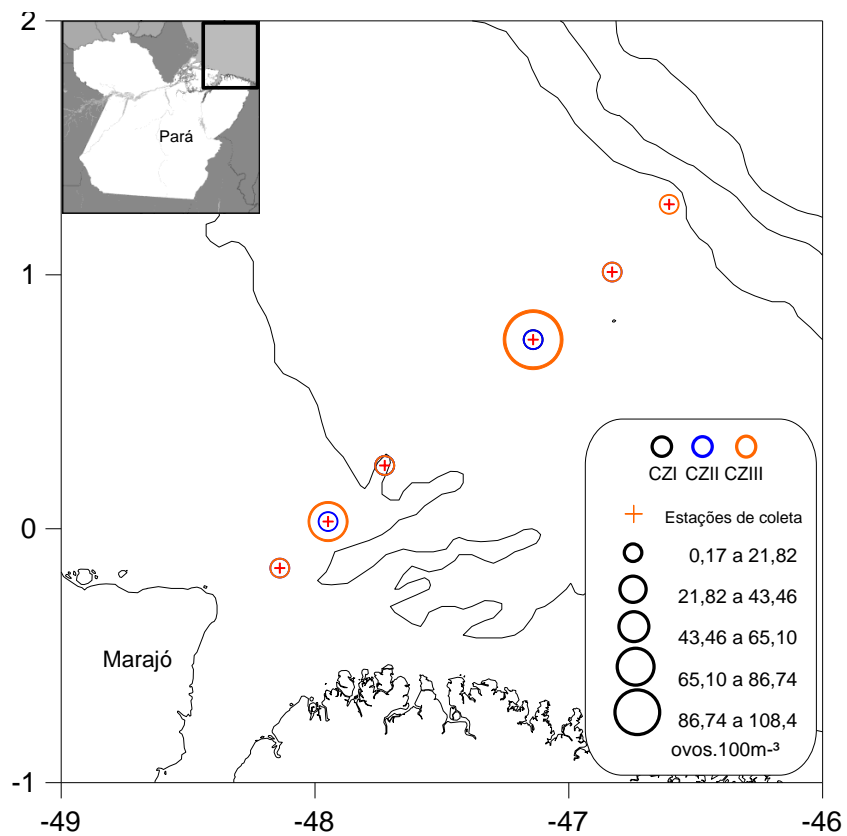 2
Pará
1
CZI CZII CZIII
Estações de coleta
0,17 a 21,82
0
21,82 a 43,46
43,46 a 65,10
Marajó
65,10 a 86,74
86,74 a 108,4
ovos.100m-³
-1
-49 -48 -47 -46